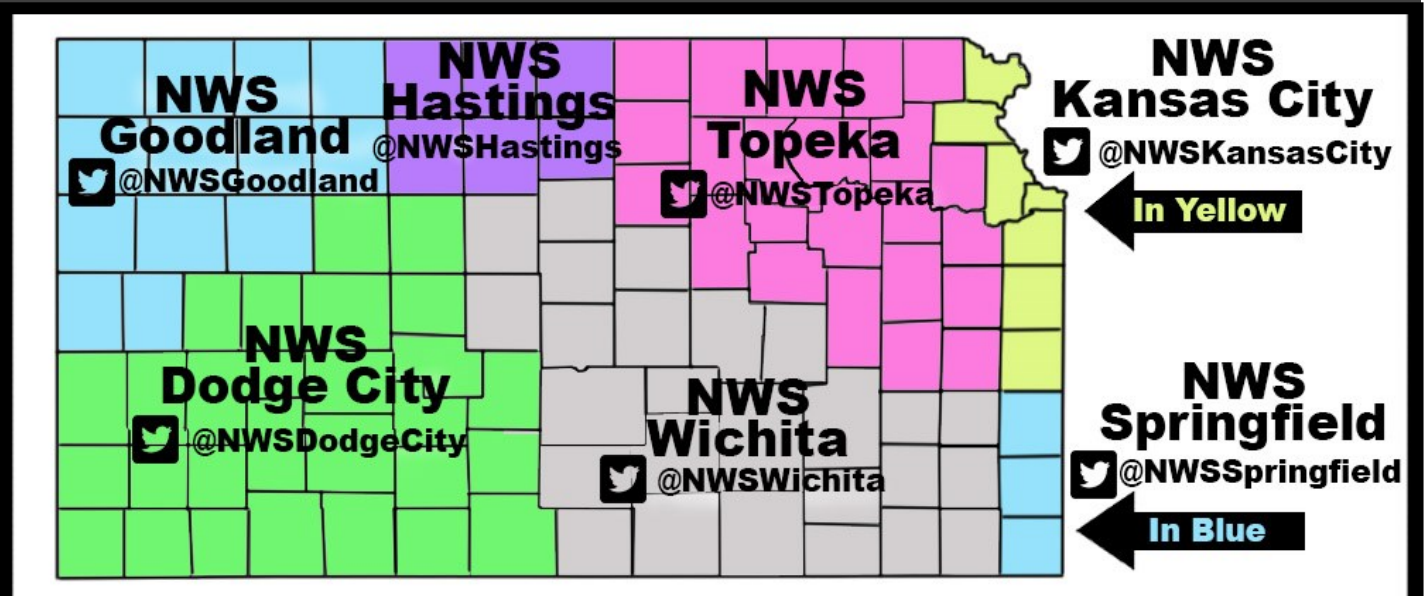 NWS
Goodland
@NWSGoodland
NWS
Hastings
@NWSHastings
NWS
Topeka
@NWSTopeka
NWS
Kansas City
@NWSKansasCity
In Yellow
NWS
Dodge City
@NWSDodgeCity
NWS
Wichita
@NWSWichita
NWS
Springfield
@NWSSpringfield
In Blue